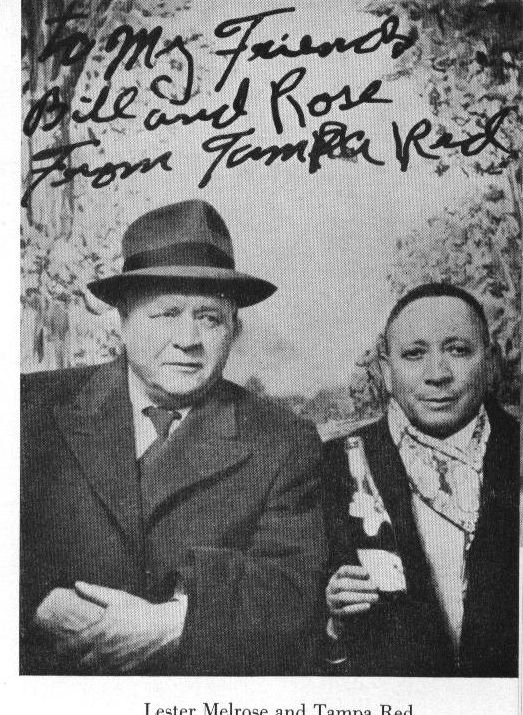 To My Friends
Bill and Rose
From Tampa Red
Lester Melrose and Tampa Red